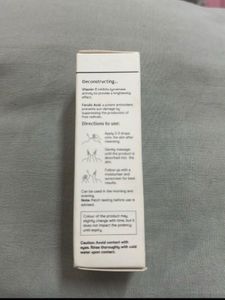 Deconstructing...
Vitamin C inhibits tyrosinase
activity to provide a brightening
effect.
Ferulic Acid: a potent antioxidant
prevents sun damage by
suppressing the production of
free radicals.
Directions to use:
Apply 2-3 drops
onto the skin after
cleansing.
Gently massage
until the product is
absorbed into the
skin.
Follow up with a
moisturiser and
sunscreen for best
results.
Can be used in the morning and
evening.
Note: Patch testing before use is
advised.
Colour of the product may
slightly change with time, but it
does not impact the potency
until expiry.
Caution: Avoid contact with
eyes. Rinse thoroughly with cold
water upon contact.